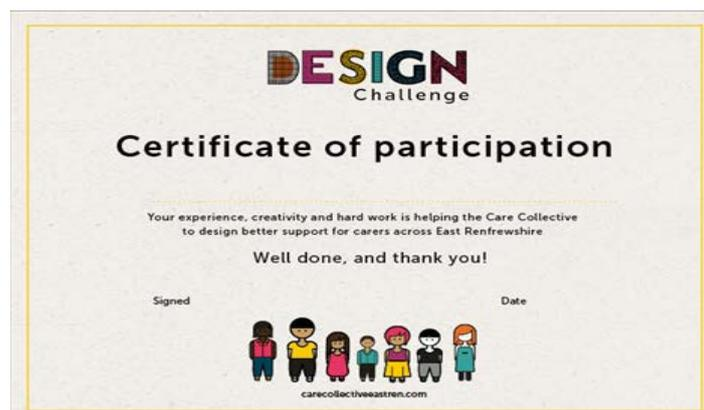 DESIGN
Challenge
Certificate of participation
Your experience, creativity and hard work is helping the Care Collective
to design better support for carers across East Renfrewshire
Well done, and thank you!
Signed Date
carecollectiveeastren.com